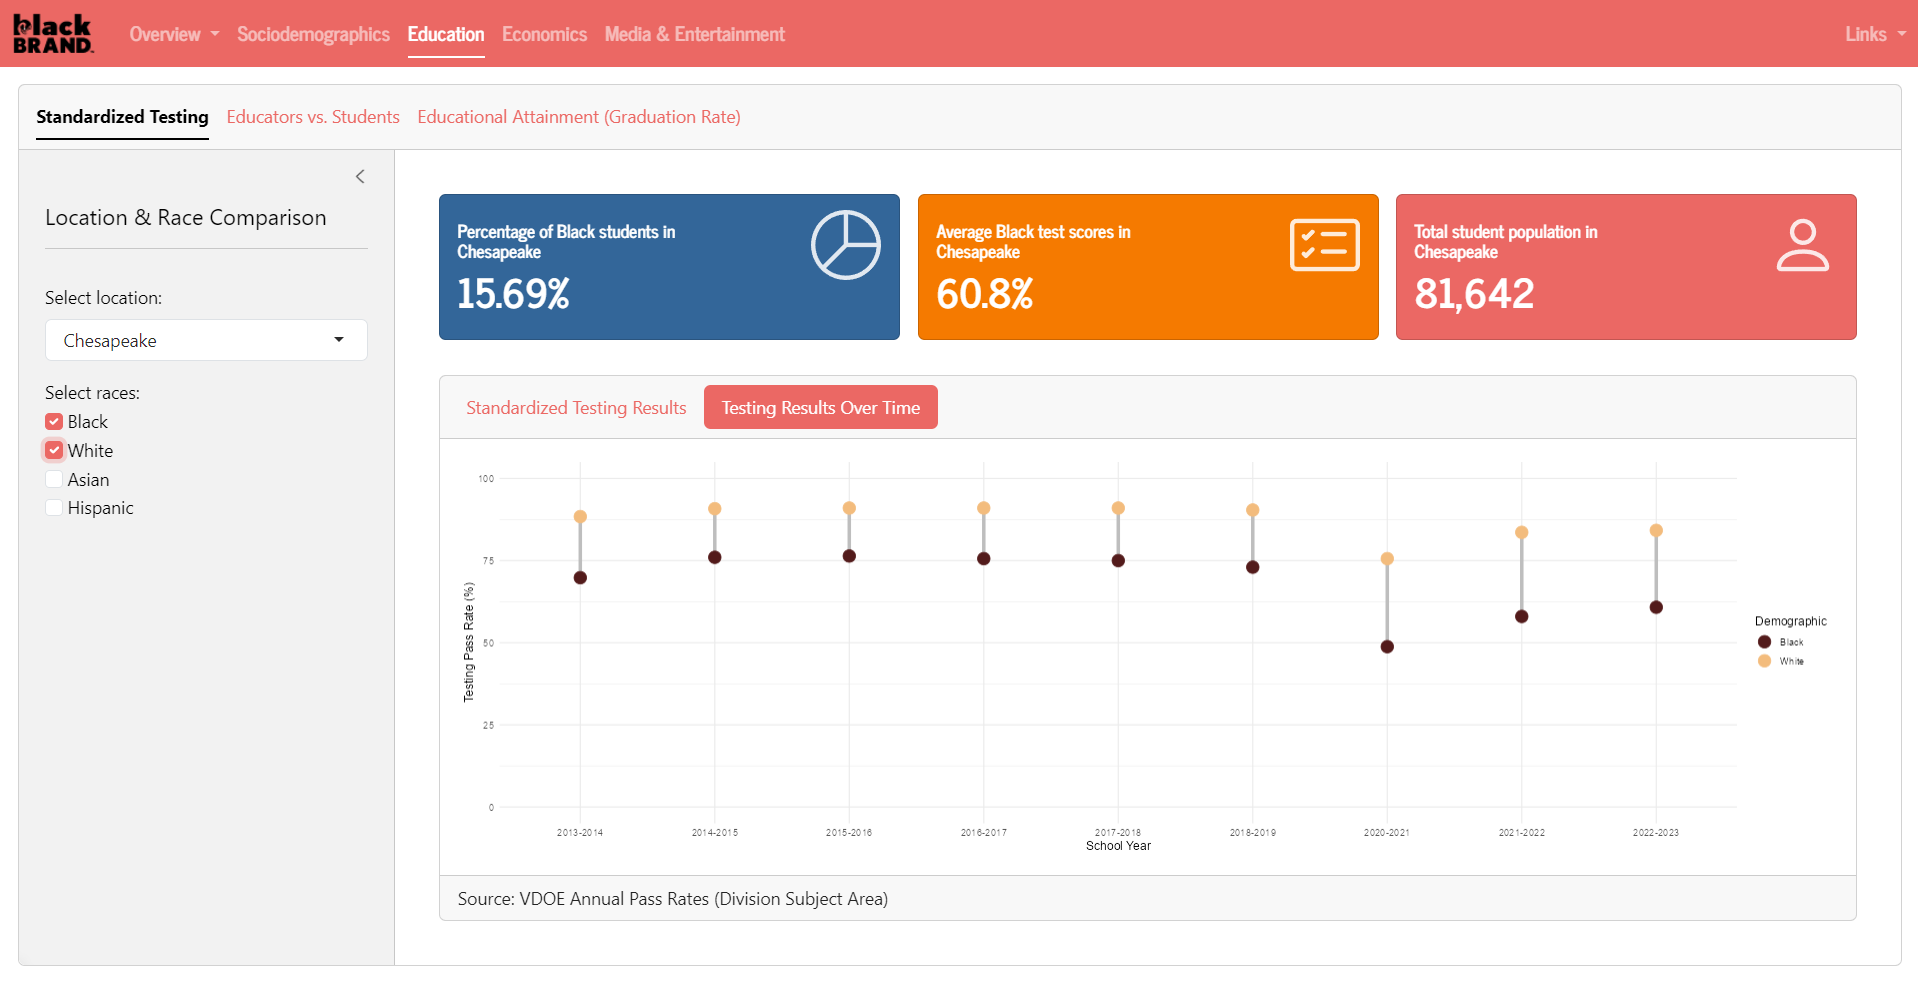 black
BRAND.
Overview
Sociodemographics
Education
Economics
Media & Entertainment
Links
Standardized Testing
Educators vs. Students
Educational Attainment (Graduation Rate)
Location & Race Comparison
Select location:
Chesapeake
Select races:
Black
White
Asian
Hispanic
Percentage of Black students in
Chesapeake
15.69%
Average Black test scores in
Chesapeake
60.8%
Total student population in
Chesapeake
81,642
Standardized Testing Results
Testing Results Over Time
Testing Pass Rate (%)
100
75
50
25
0
2013-2014
2014-2015
2015-2016
2016-2017
2017-2018
2018-2019
2020-2021
2021-2022
2022-2023
School Year
Demographic
Black
White
Source: VDOE Annual Pass Rates (Division Subject Area)